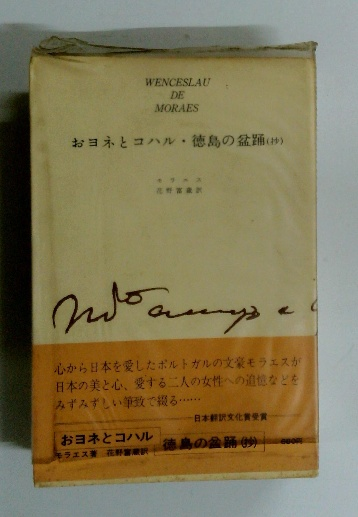 WENCESLAU
DE
MORAES
おヨネとコハル・徳島の盆踊(抄)
モラエス
花野富蔵訳
心から日本を愛したポルトガルの文豪モラエスが
日本の美と心、愛する二人の女性への追憶などを
みずみずしい筆致で綴る……
日本翻訳文化賞受賞
おヨネとコハル 徳島の盆踊(抄)
モラエス著 花野富蔵訳